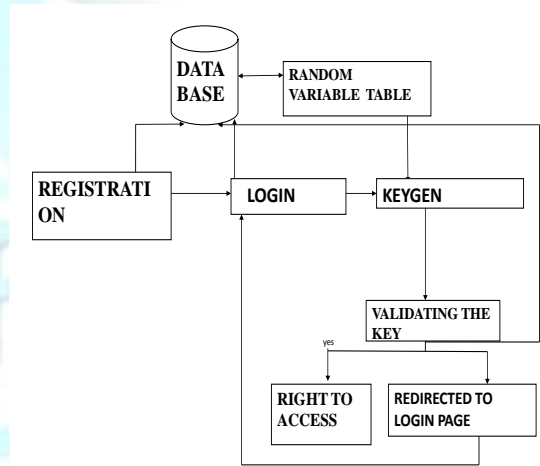 DATA
BASE
RANDOM
VARIABLE TABLE
REGISTRATI
ON
LOGIN
KEYGEN
VALIDATING THE
KEY
yes
RIGHT TO
ACCESS
REDIRECTED TO
LOGIN PAGE